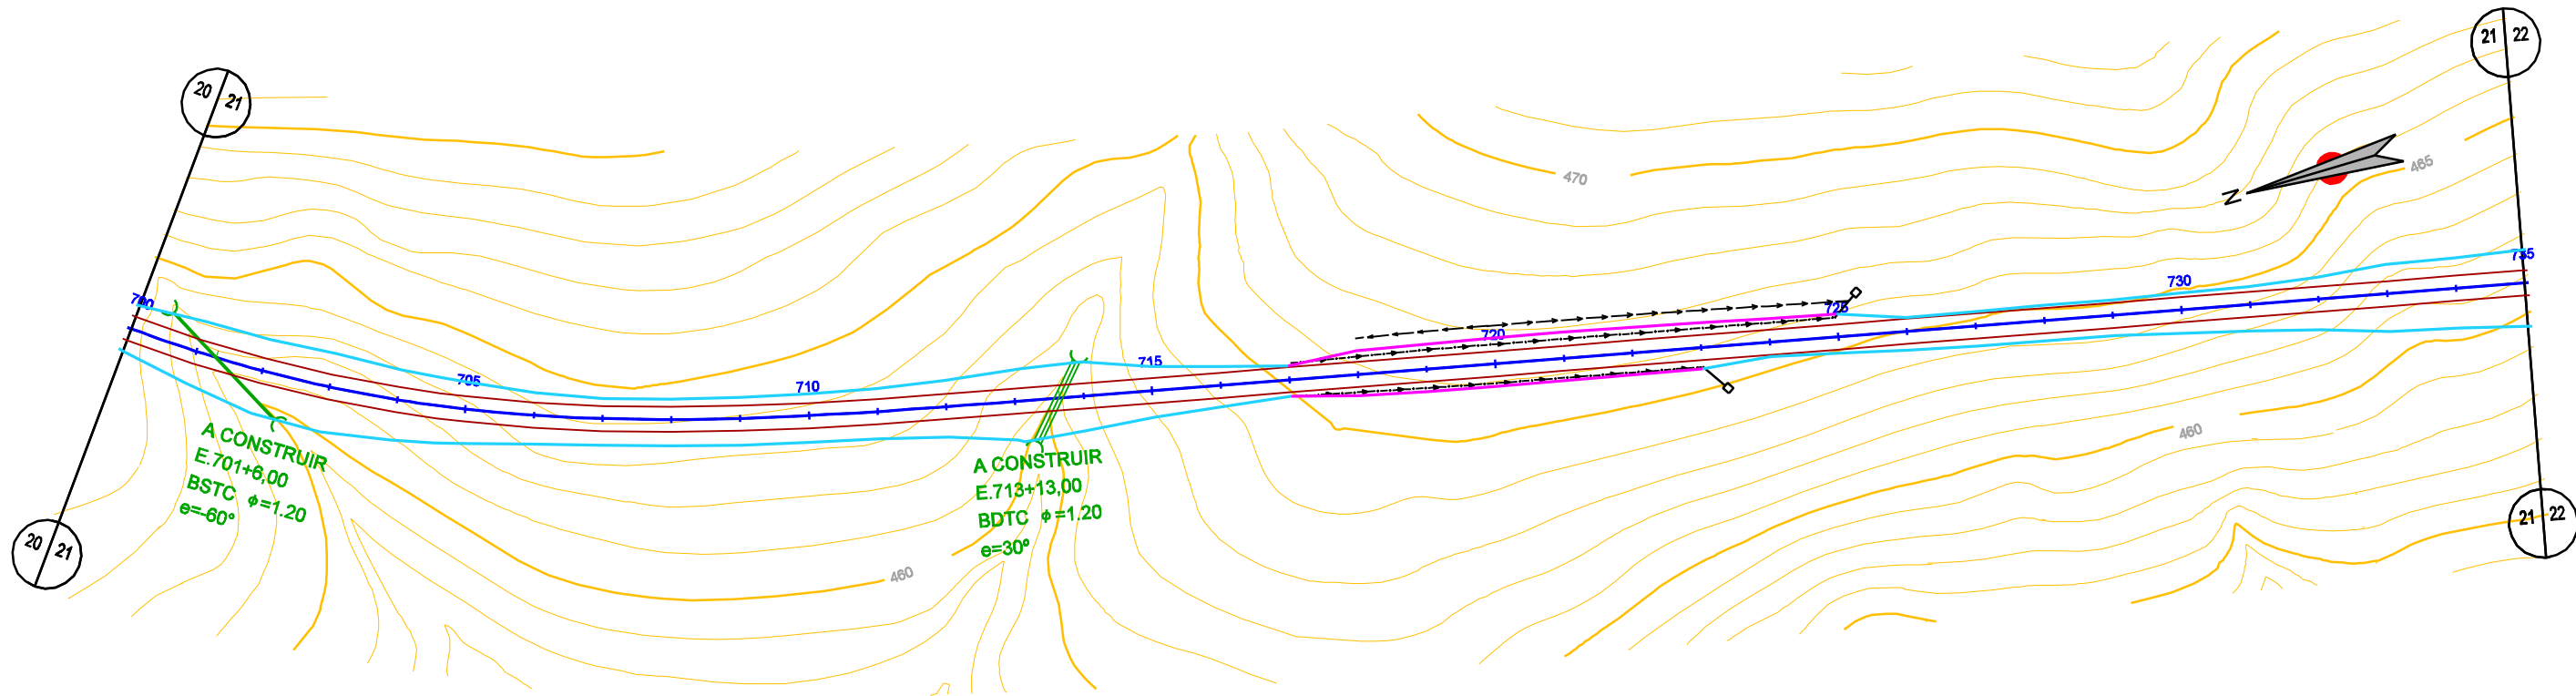 20 21
21 22
470
465
N
700
705
710
715
720
725
730
735
A CONSTRUIR
E.701+6,00
BSTC ϕ=1.20
e=-60°
A CONSTRUIR
E.713+13,00
BDTC ϕ=1.20
e=30°
460
460
20 21
21 22